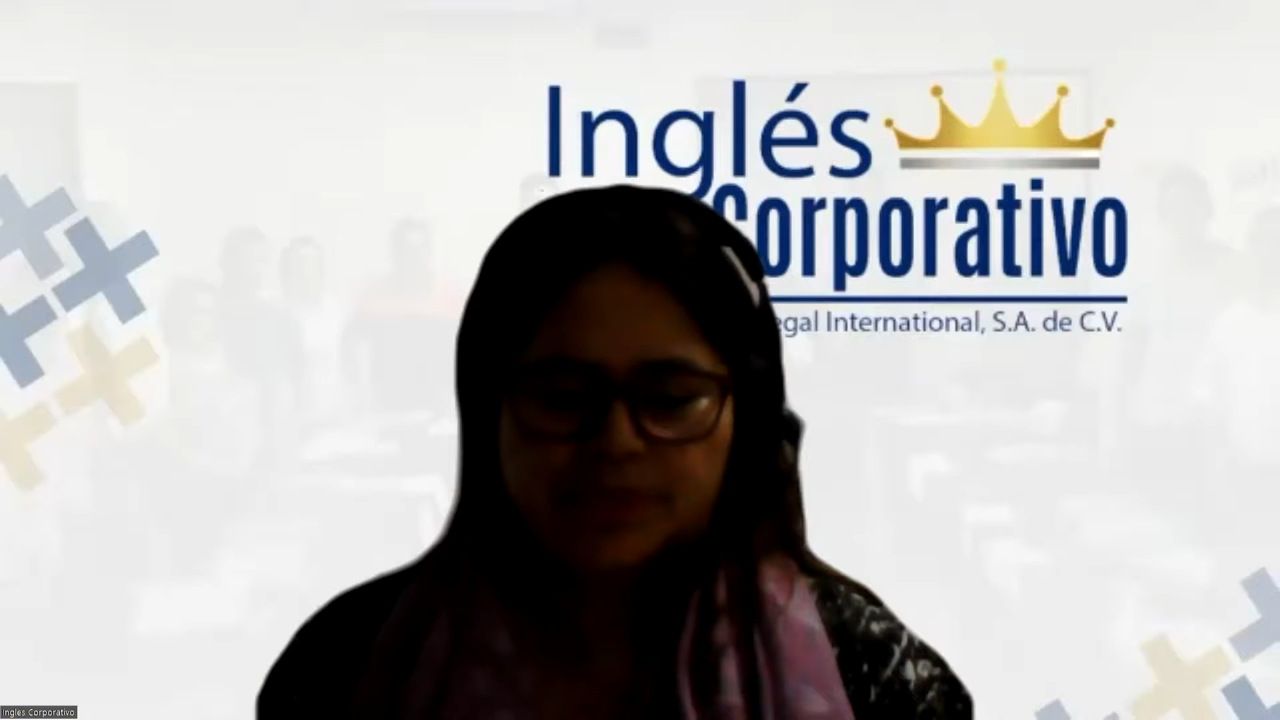 Inglés
Corporativo
egal International, S.A. de C.V.
Ingles Corporativo